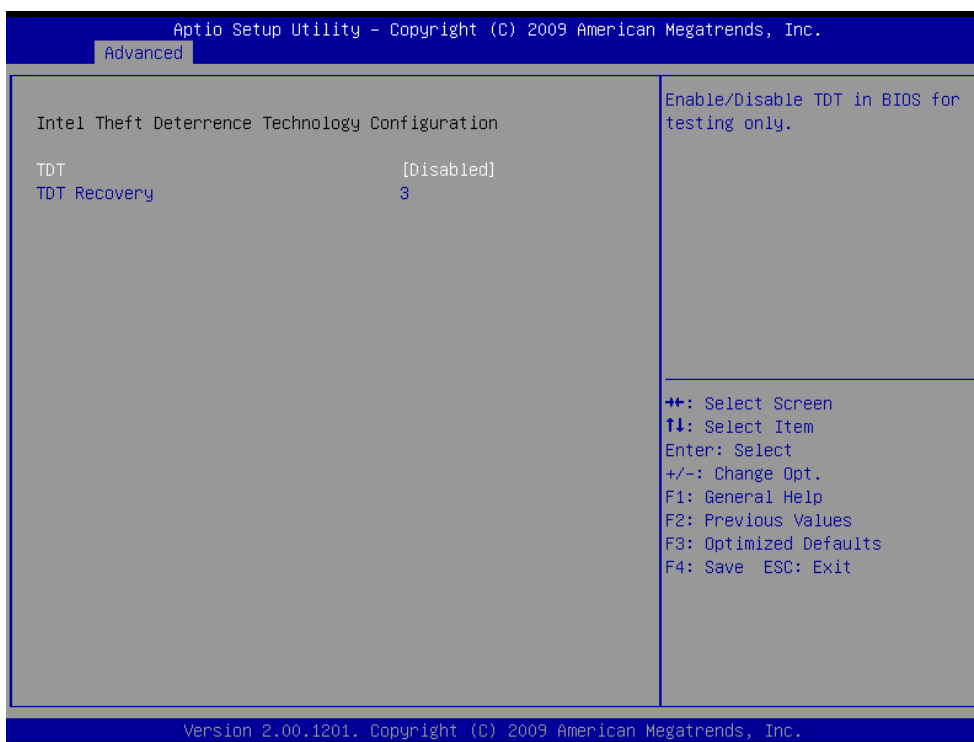 Aptio Setup Utility – Copyright (C) 2009 American Megatrends, Inc.
Advanced
Intel Theft Deterrence Technology Configuration
TDT [Disabled]
TDT Recovery 3
Enable/Disable TDT in BIOS for
testing only.
→←: Select Screen
↑↓: Select Item
Enter: Select
+/-: Change Opt.
F1: General Help
F2: Previous Values
F3: Optimized Defaults
F4: Save ESC: Exit
Version 2.00.1201. Copyright (C) 2009 American Megatrends, Inc.